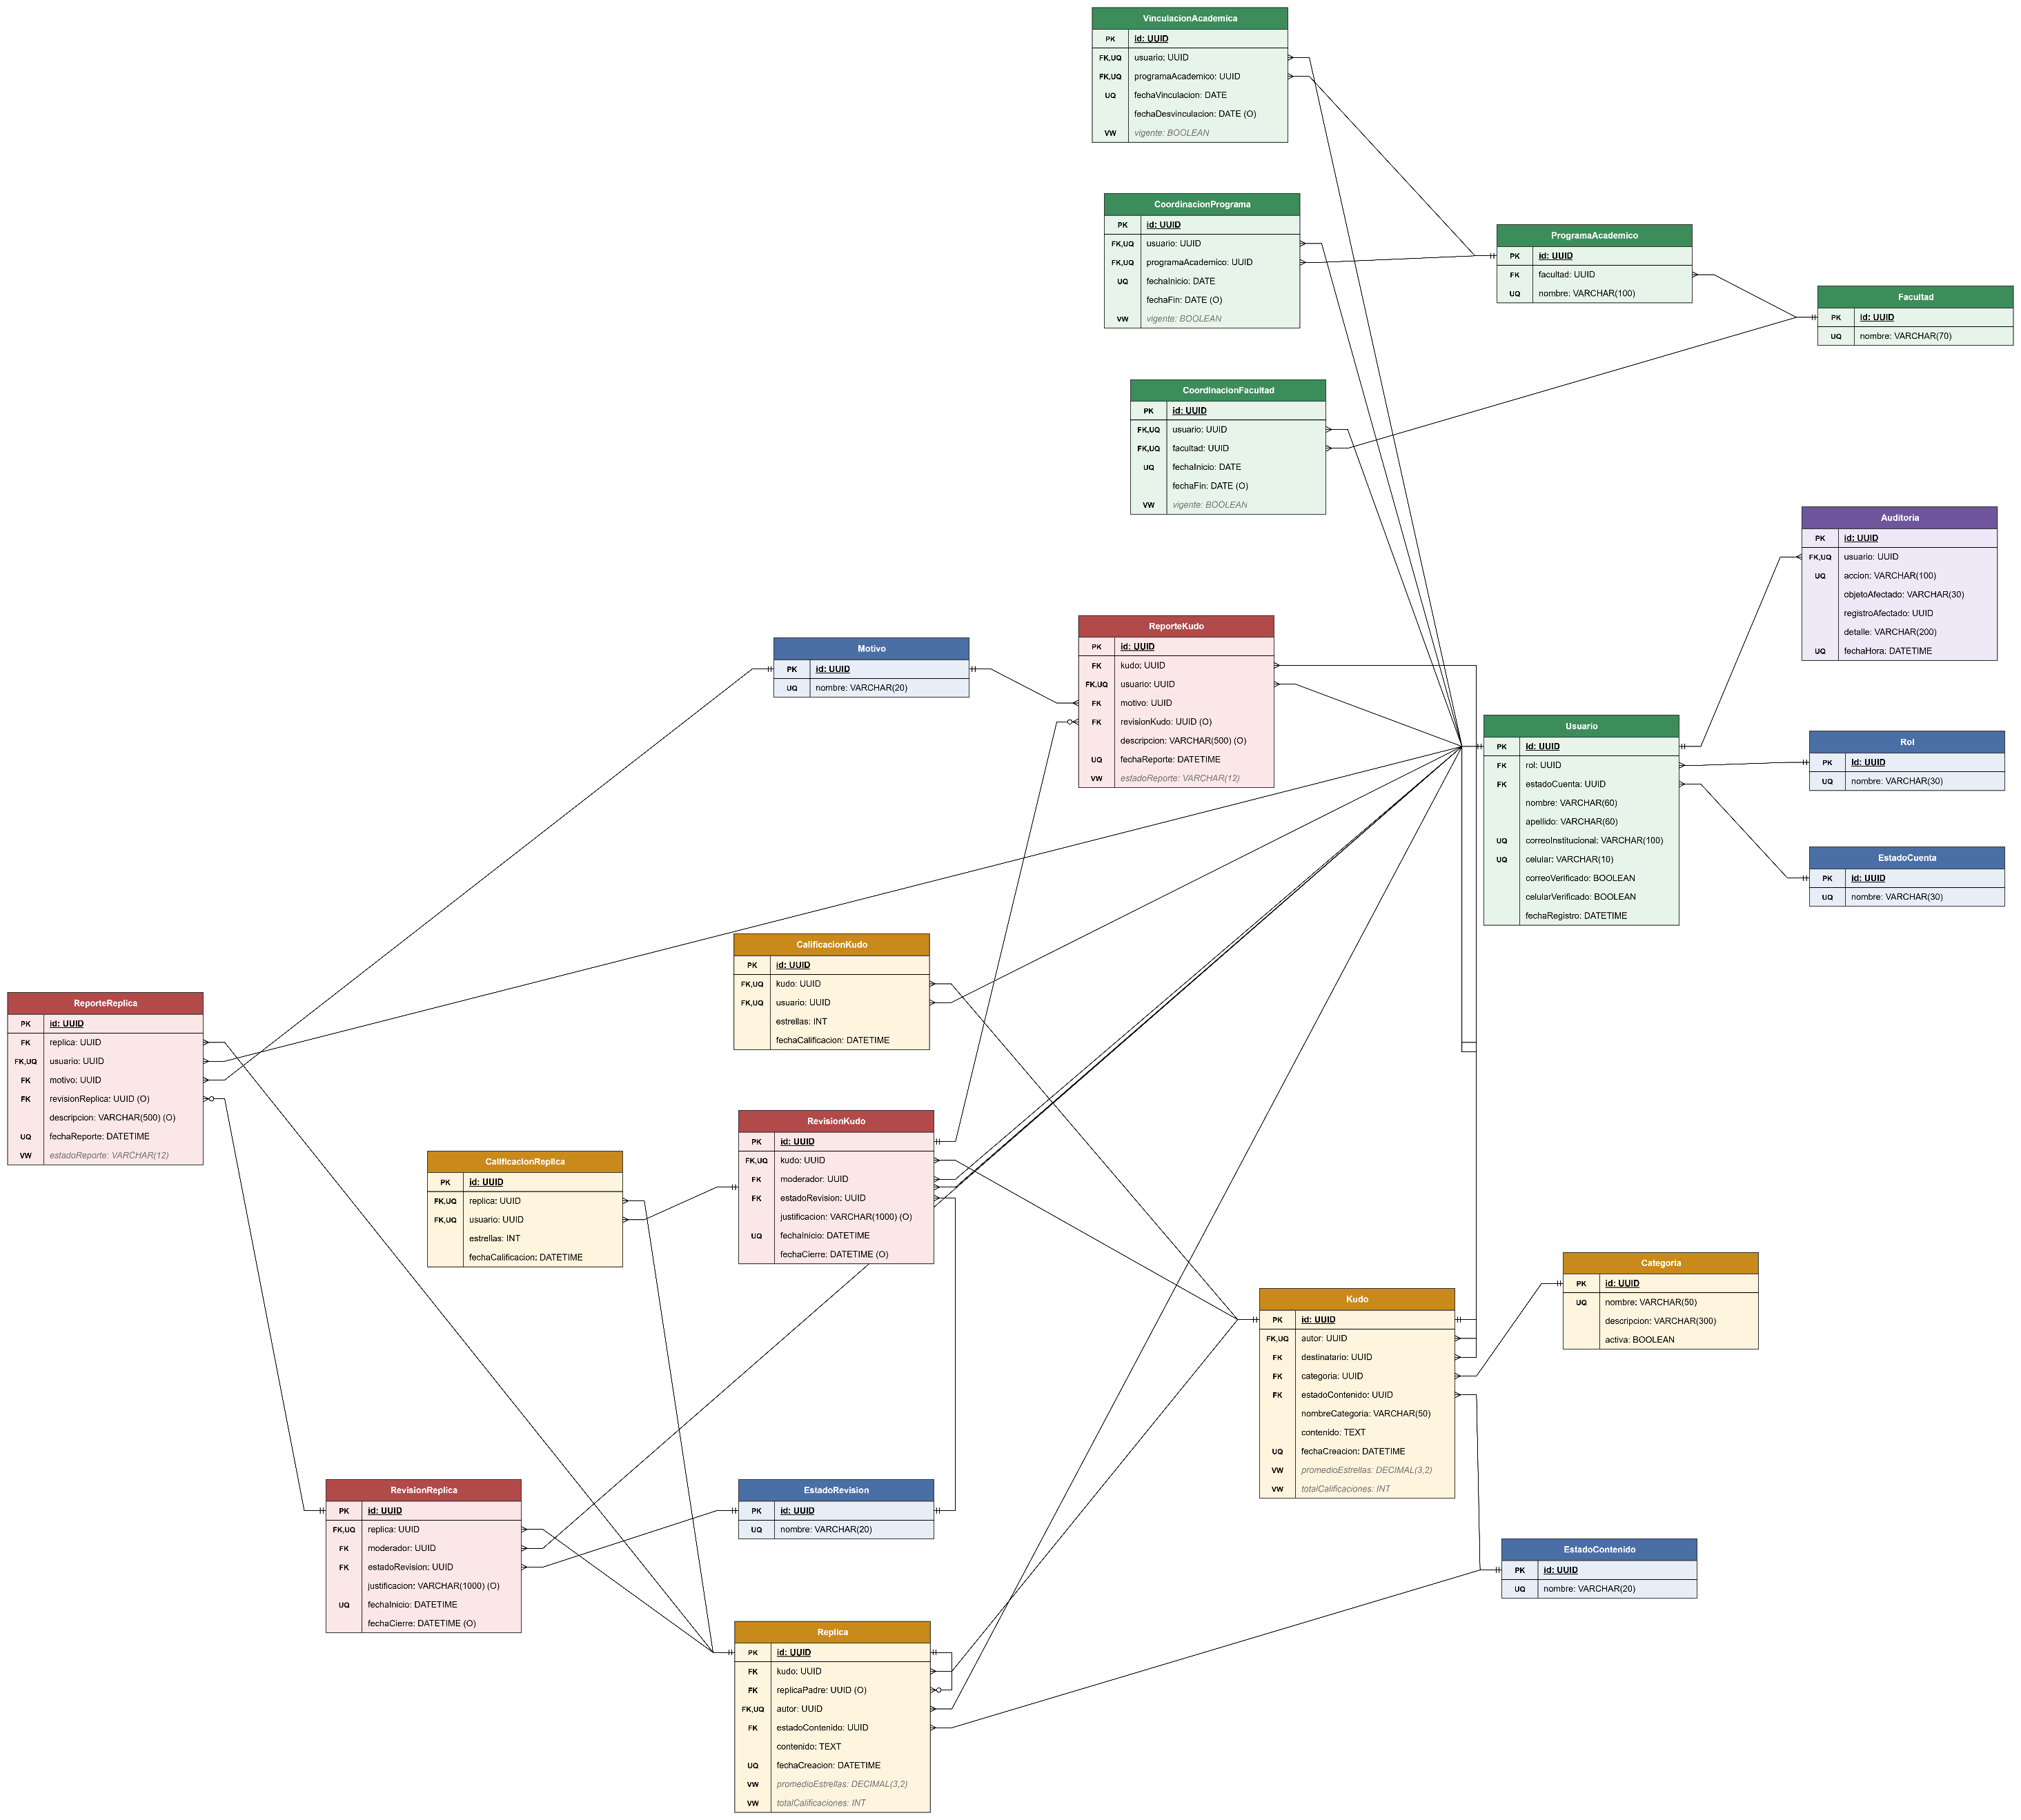 VinculacionAcademica
PK id: UUID
FK,UQ usuario: UUID
FK,UQ programaAcademico: UUID
UQ fechaVinculacion: DATE
fechaDesvinculacion: DATE (O)
VW vigente: BOOLEAN
CoordinacionPrograma
PK id: UUID
FK,UQ usuario: UUID
FK,UQ programaAcademico: UUID
UQ fechaInicio: DATE
fechaFin: DATE (O)
VW vigente: BOOLEAN
ProgramaAcademico
PK id: UUID
FK facultad: UUID
UQ nombre: VARCHAR(100)
Facultad
PK id: UUID
UQ nombre: VARCHAR(70)
CoordinacionFacultad
PK id: UUID
FK,UQ usuario: UUID
FK,UQ facultad: UUID
UQ fechaInicio: DATE
fechaFin: DATE (O)
VW vigente: BOOLEAN
Auditoria
PK id: UUID
FK,UQ usuario: UUID
UQ accion: VARCHAR(100)
objetoAfectado: VARCHAR(30)
registroAfectado: UUID
detalle: VARCHAR(200)
UQ fechaHora: DATETIME
Motivo
PK id: UUID
UQ nombre: VARCHAR(20)
ReporteKudo
PK id: UUID
FK kudo: UUID
FK,UQ usuario: UUID
FK motivo: UUID
FK revisionKudo: UUID (O)
descripcion: VARCHAR(500) (O)
UQ fechaReporte: DATETIME
VW estadoReporte: VARCHAR(12)
Usuario
PK id: UUID
FK rol: UUID
FK estadoCuenta: UUID
nombre: VARCHAR(60)
apellido: VARCHAR(60)
UQ correoInstitucional: VARCHAR(100)
UQ celular: VARCHAR(10)
correoVerificado: BOOLEAN
celularVerificado: BOOLEAN
fechaRegistro: DATETIME
Rol
PK id: UUID
UQ nombre: VARCHAR(30)
EstadoCuenta
PK id: UUID
UQ nombre: VARCHAR(30)
CalificacionKudo
PK id: UUID
FK,UQ kudo: UUID
FK,UQ usuario: UUID
estrellas: INT
fechaCalificacion: DATETIME
ReporteReplica
PK id: UUID
FK replica: UUID
FK,UQ usuario: UUID
FK motivo: UUID
FK revisionReplica: UUID (O)
descripcion: VARCHAR(500) (O)
UQ fechaReporte: DATETIME
VW estadoReporte: VARCHAR(12)
RevisionKudo
PK id: UUID
FK,UQ kudo: UUID
FK moderador: UUID
FK estadoRevision: UUID
justificacion: VARCHAR(1000) (O)
UQ fechaInicio: DATETIME
fechaCierre: DATETIME (O)
CalificacionReplica
PK id: UUID
FK,UQ replica: UUID
FK,UQ usuario: UUID
estrellas: INT
fechaCalificacion: DATETIME
Categoria
PK id: UUID
UQ nombre: VARCHAR(50)
descripcion: VARCHAR(300)
activa: BOOLEAN
Kudo
PK id: UUID
FK,UQ autor: UUID
FK destinatario: UUID
FK categoria: UUID
FK estadoContenido: UUID
nombreCategoria: VARCHAR(50)
contenido: TEXT
UQ fechaCreacion: DATETIME
VW promedioEstrellas: DECIMAL(3,2)
VW totalCalificaciones: INT
RevisionReplica
PK id: UUID
FK,UQ replica: UUID
FK moderador: UUID
FK estadoRevision: UUID
justificacion: VARCHAR(1000) (O)
UQ fechaInicio: DATETIME
fechaCierre: DATETIME (O)
EstadoRevision
PK id: UUID
UQ nombre: VARCHAR(20)
EstadoContenido
PK id: UUID
UQ nombre: VARCHAR(20)
Replica
PK id: UUID
FK kudo: UUID
FK replicaPadre: UUID (O)
FK,UQ autor: UUID
FK estadoContenido: UUID
contenido: TEXT
UQ fechaCreacion: DATETIME
VW promedioEstrellas: DECIMAL(3,2)
VW totalCalificaciones: INT